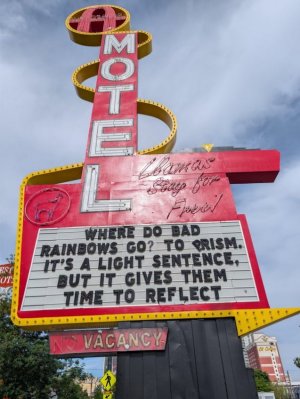 A
MOTEL
Llamas
Stay for
Free!
WHERE DO BAD
RAINBOWS GO? TO PRISM.
IT'S A LIGHT SENTENCE,
BUT IT GIVES THEM
TIME TO REFLECT
NO VACANCY